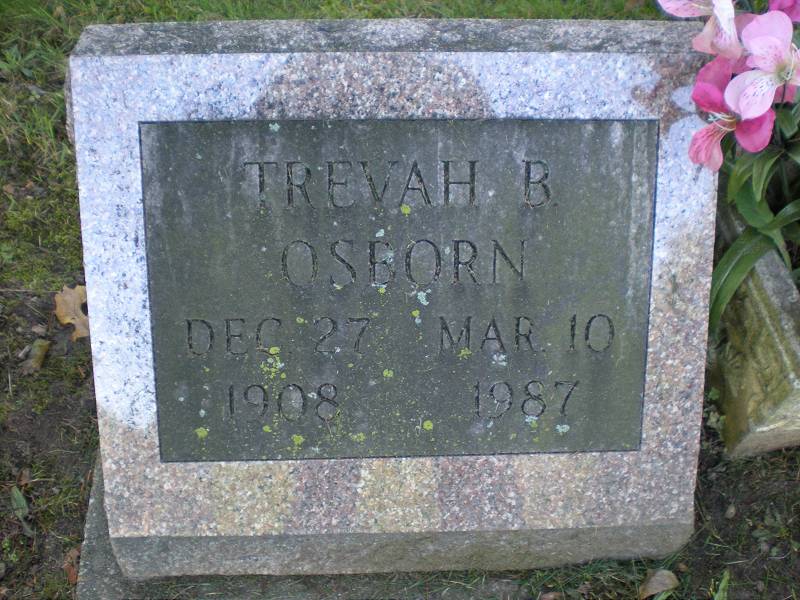 TREVAH B.
OSBORN
DEC. 27 MAR. 10
1908 1987